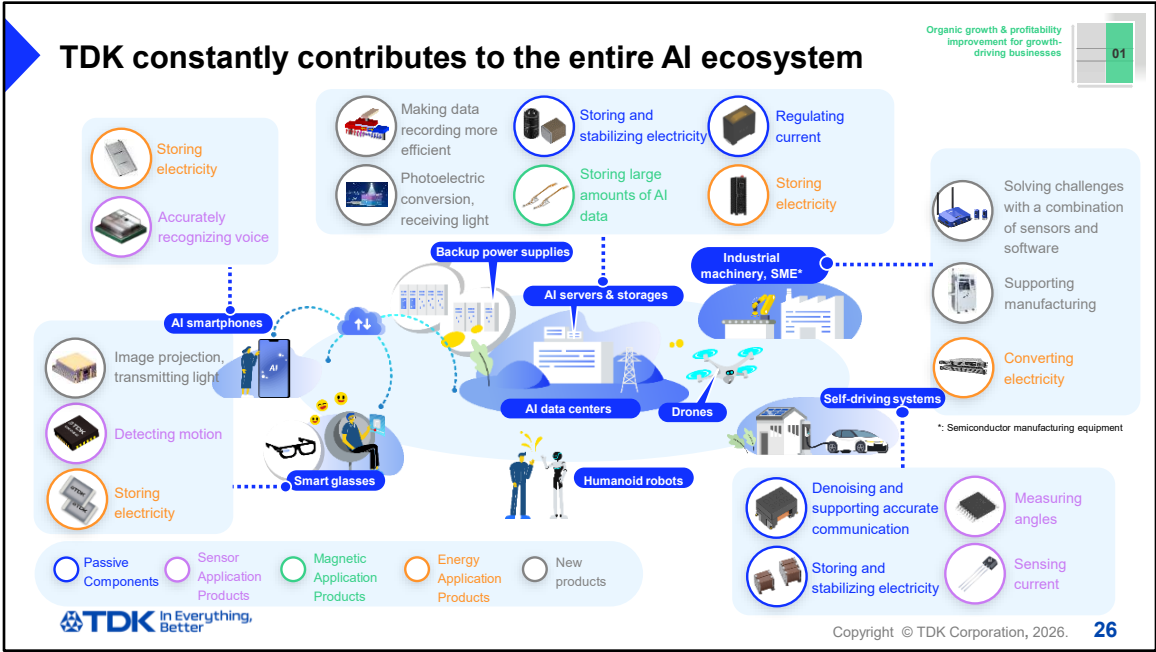 TDK constantly contributes to the entire AI ecosystem
Organic growth & profitability
improvement for growth-
driving businesses
01
Storing
electricity
Accurately
recognizing voice
Making data
recording more
efficient
Photoelectric
conversion,
receiving light
Storing and
stabilizing electricity
Storing large
amounts of AI
data
Regulating
current
Storing
electricity
Solving challenges
with a combination
of sensors and
software
Supporting
manufacturing
Converting
electricity
*: Semiconductor manufacturing equipment
Backup power supplies
AI servers & storages
Industrial
machinery, SME*
AI smartphones
AI
Image projection,
transmitting light
Detecting motion
TDK
Storing
electricity
AI data centers
Drones
Self-driving systems
Smart glasses
Humanoid robots
Denoising and
supporting accurate
communication
Storing and
stabilizing electricity
Measuring
angles
Sensing
current
Passive
Components
Sensor
Application
Products
Magnetic
Application
Products
Energy
Application
Products
New
products
TDK In Everything,
Better
Copyright © TDK Corporation, 2026.
26